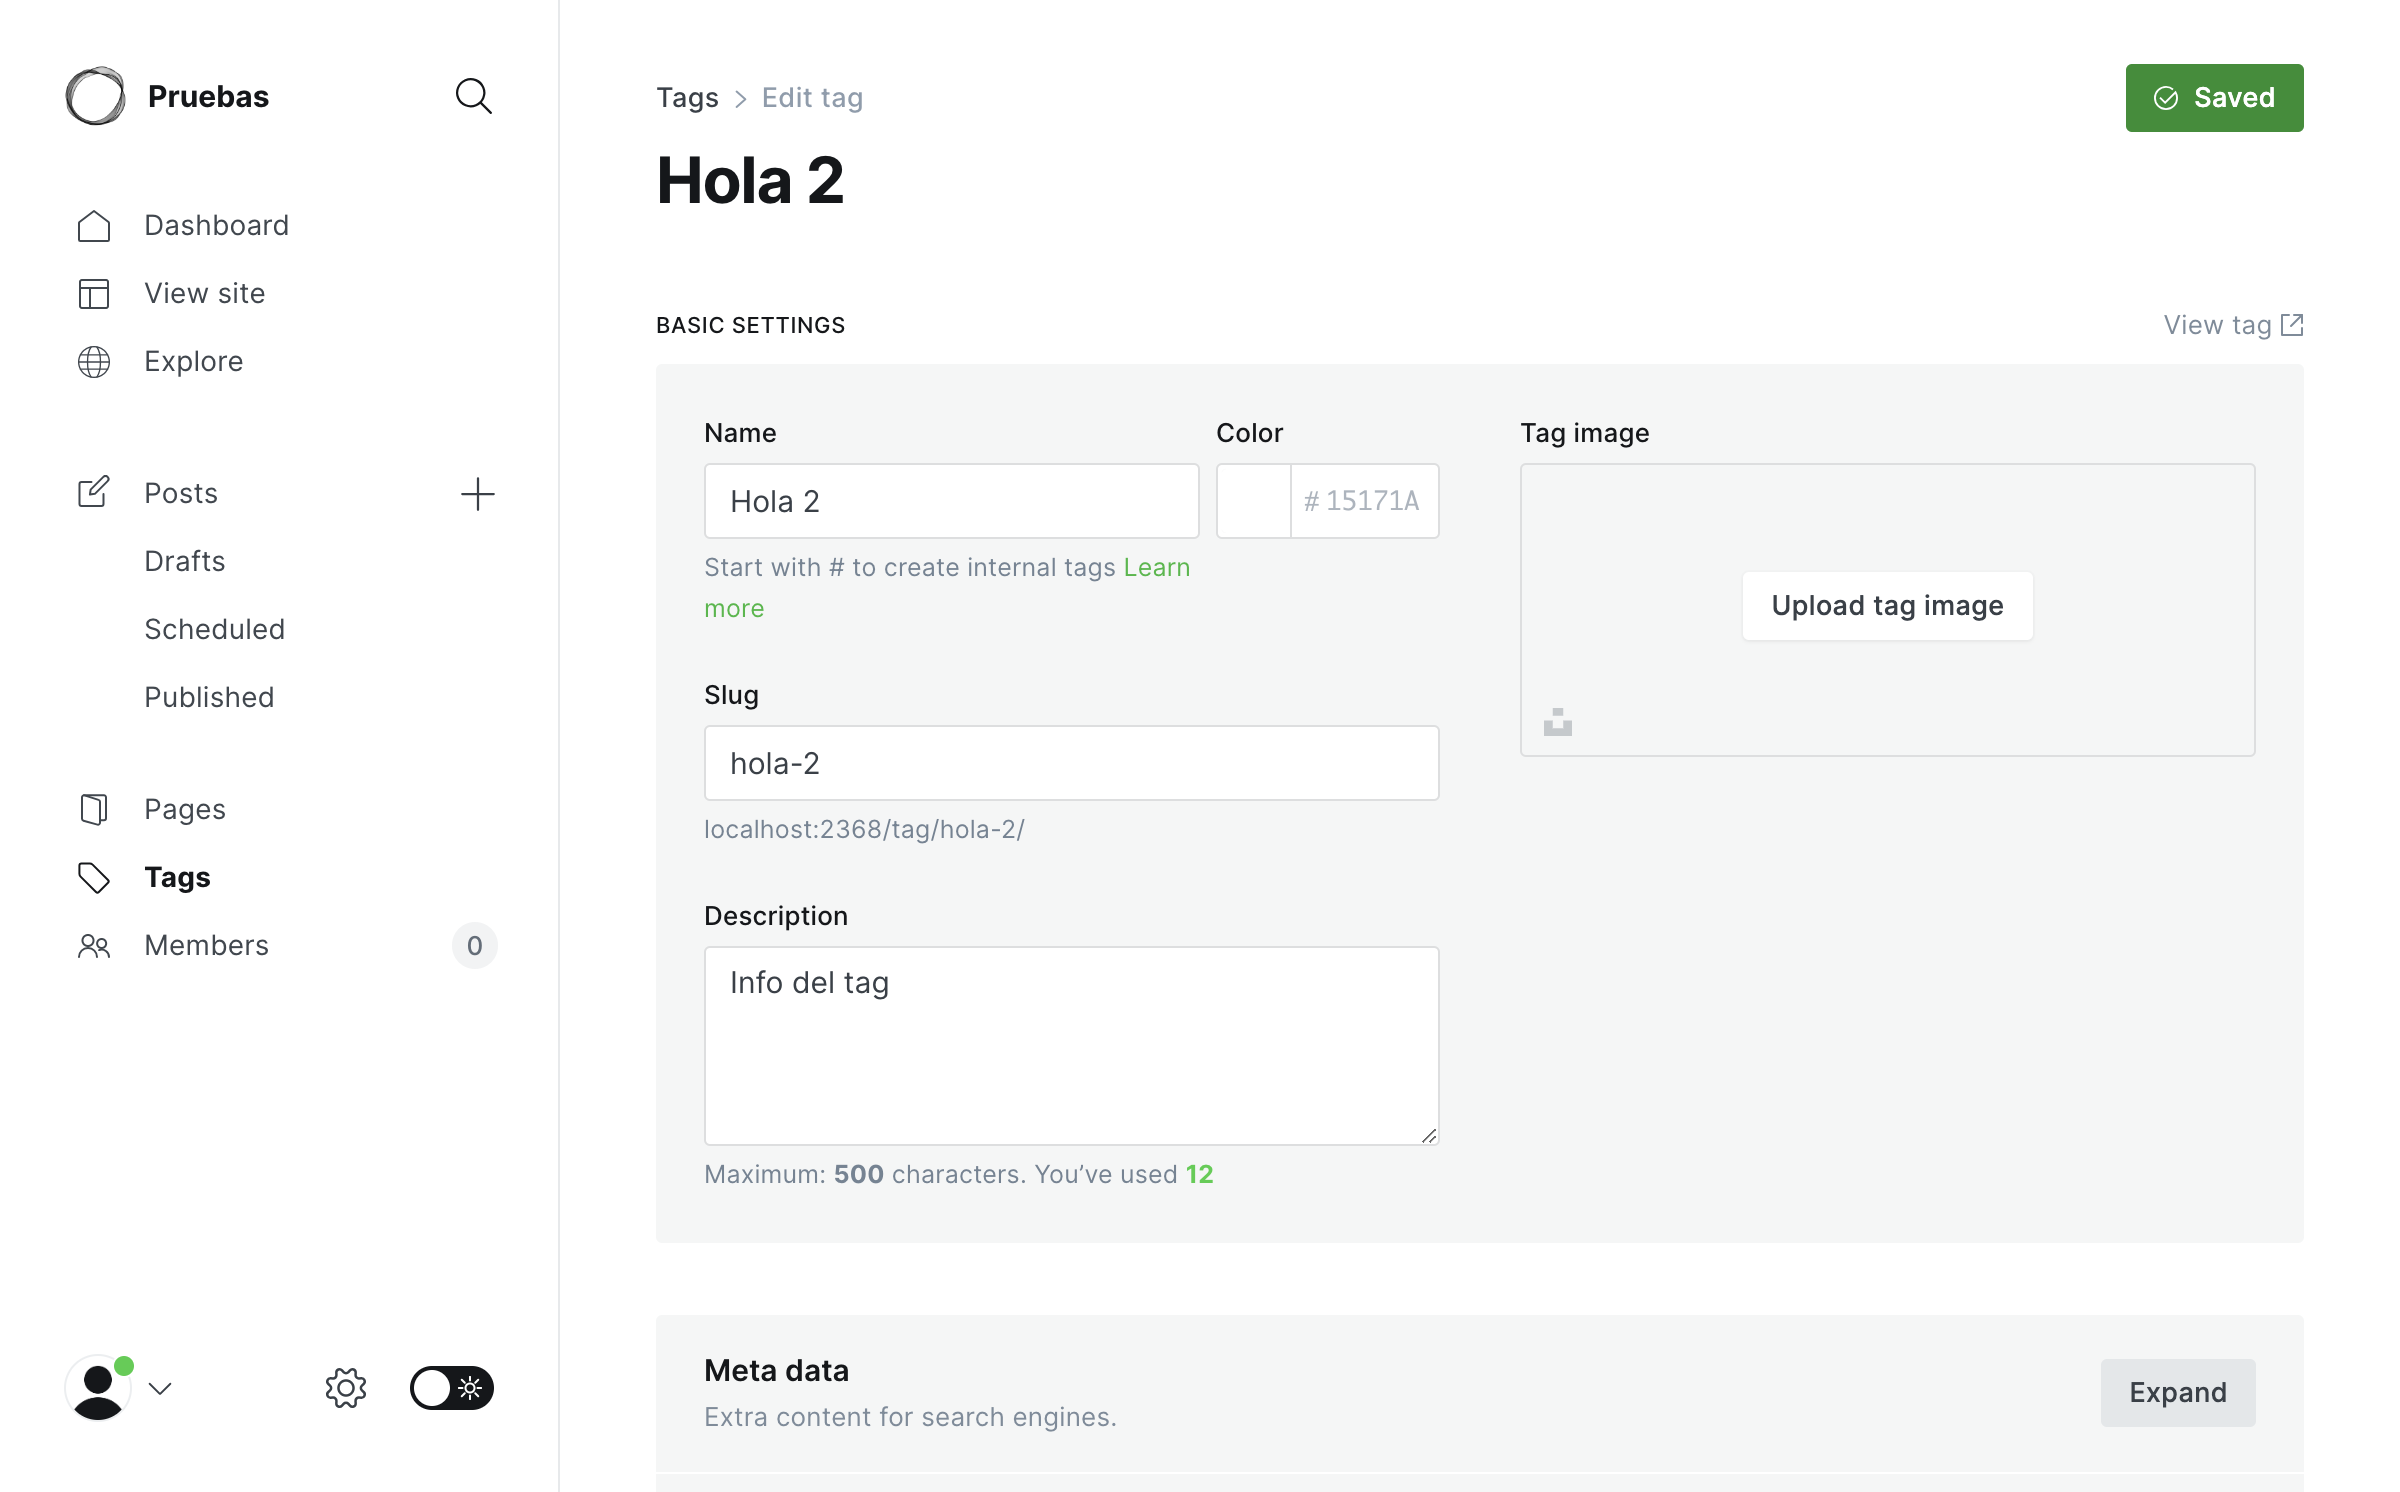 Pruebas
Dashboard
View site
Explore
Posts
Drafts
Scheduled
Published
Pages
Tags
Members 0
Tags > Edit tag
Saved
Hola 2
BASIC SETTINGS
View tag
Name
Hola 2
Start with # to create internal tags Learn
more
Color
# 15171A
Tag image
Upload tag image
Slug
hola-2
localhost:2368/tag/hola-2/
Description
Info del tag
Maximum: 500 characters. You’ve used 12
Meta data
Extra content for search engines.
Expand